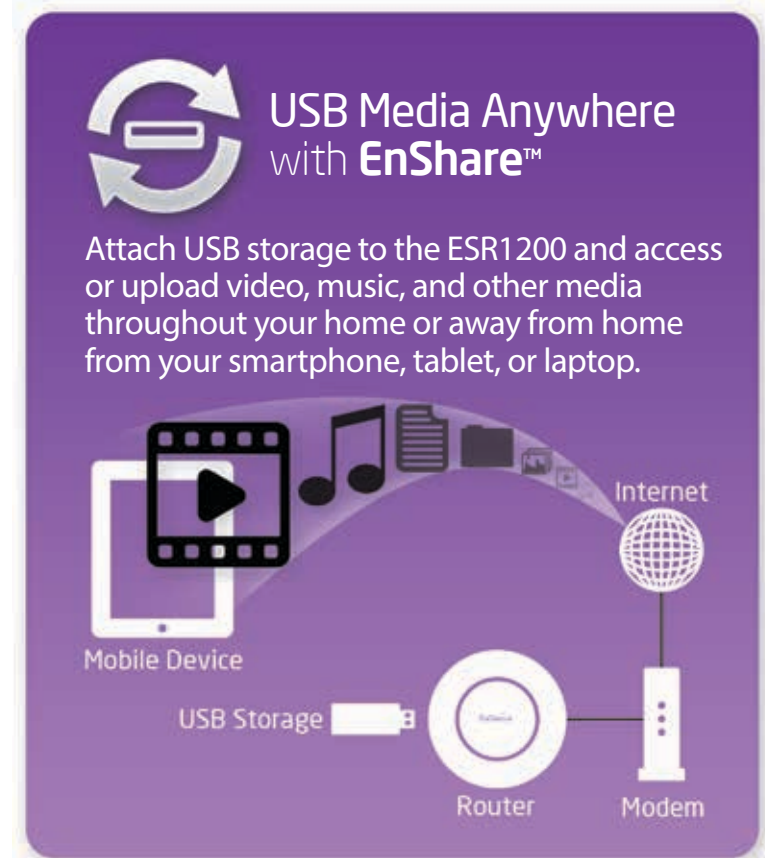 USB Media Anywhere
with EnShare™
Attach USB storage to the ESR1200 and access
or upload video, music, and other media
throughout your home or away from home
from your smartphone, tablet, or laptop.
Internet
Mobile Device
USB Storage
Router
Modem